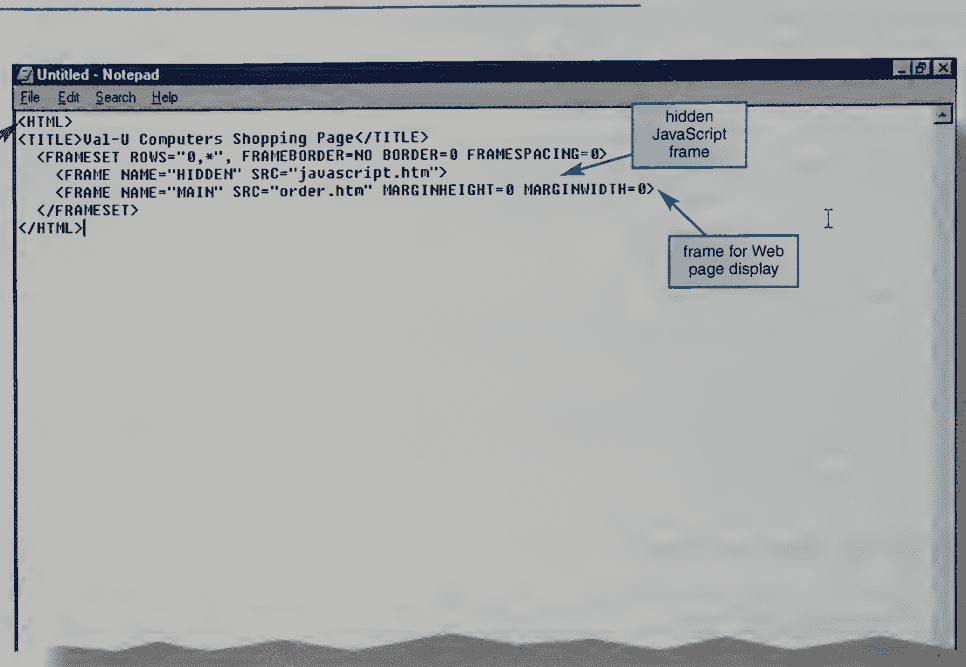 Untitled - Notepad
File Edit Search Help
<HTML>
<TITLE>Val-U Computers Shopping Page</TITLE>
<FRAMESET ROWS="0,*", FRAMEBORDER=NO BORDER=0 FRAMESPACING=0>
<FRAME NAME="HIDDEN" SRC="javascript.htm">
<FRAME NAME="MAIN" SRC="order.htm" MARGINHEIGHT=0 MARGINWIDTH=0>
</FRAMESET>
</HTML>
hidden
JavaScript
frame
frame for Web
page display